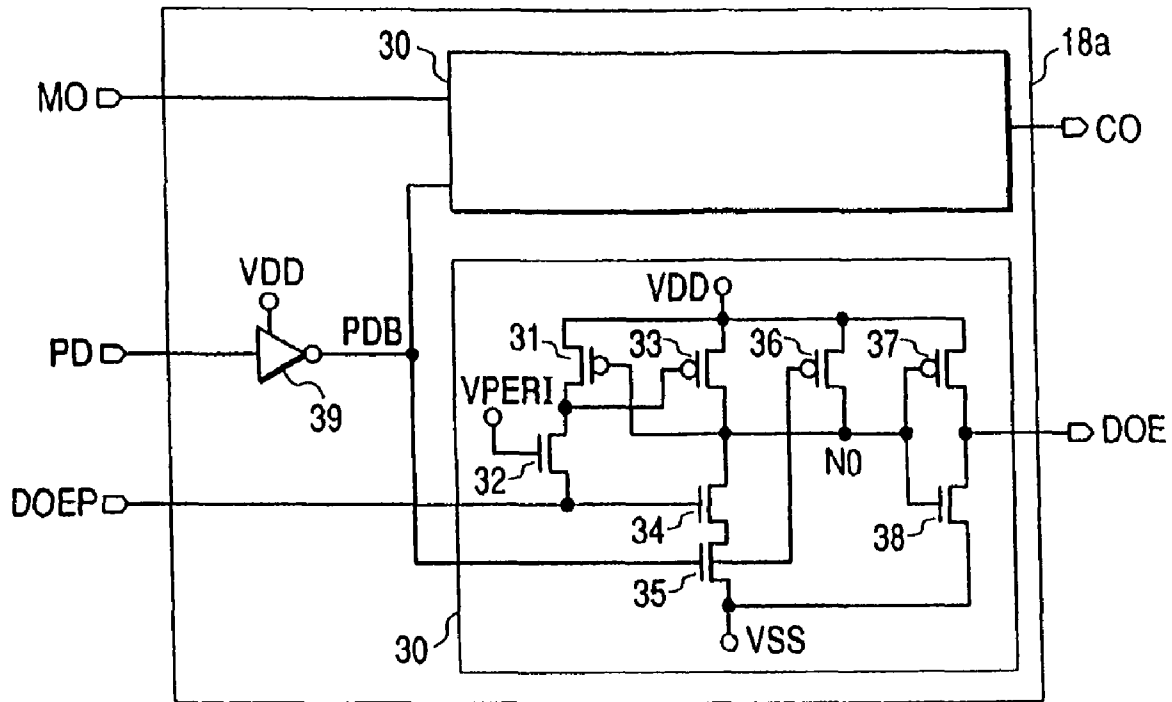 30
18a
MO
CO
VDD
PD
PDB
39
VDD
31
33
36
37
VPERI
32
N0
DOE
DOEP
34
38
35
30
VSS